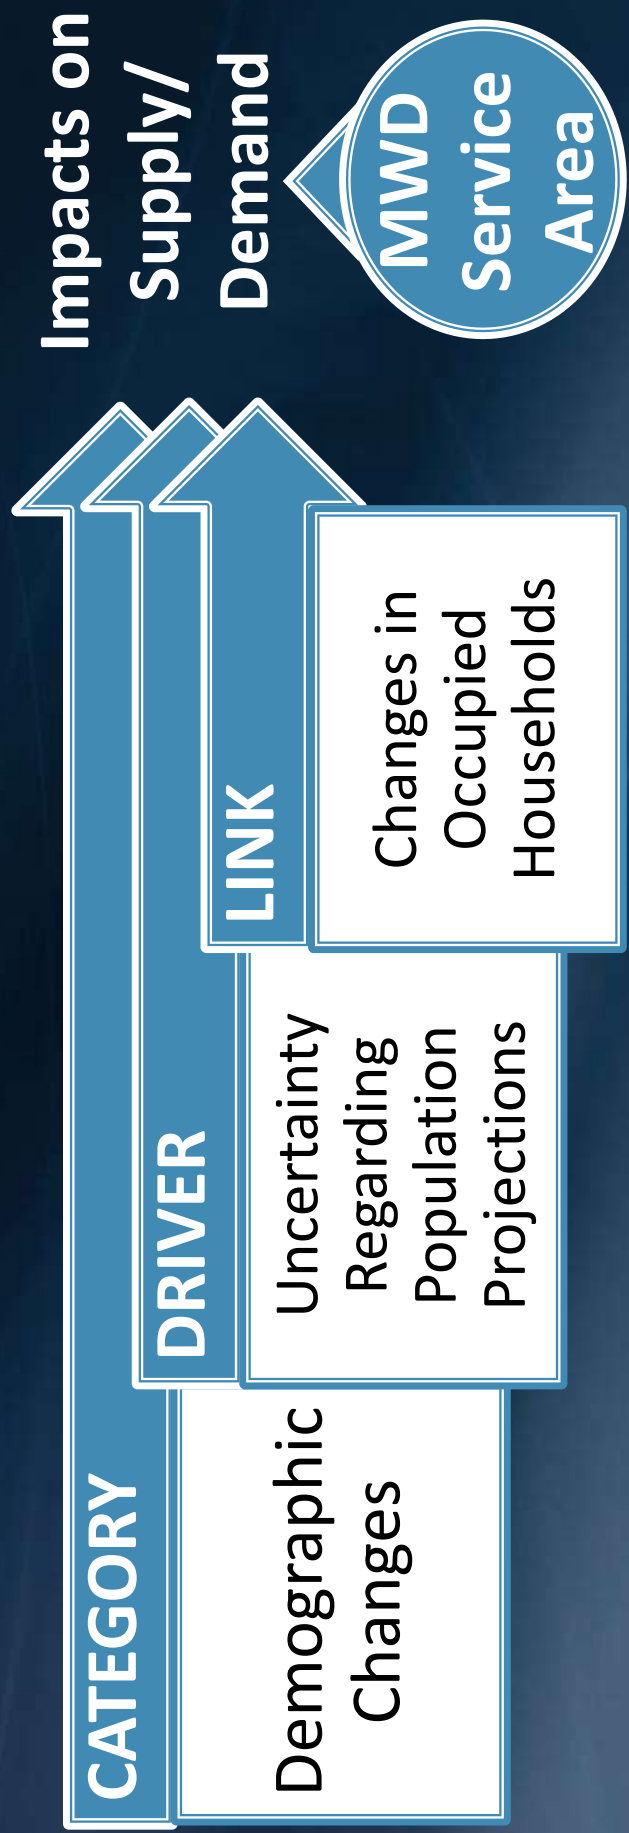 CATEGORY
Demographic
Changes
DRIVER
Uncertainty
Regarding
Population
Projections
LINK
Changes in
Occupied
Households
Impacts on
Supply/
Demand
MWD
Service
Area